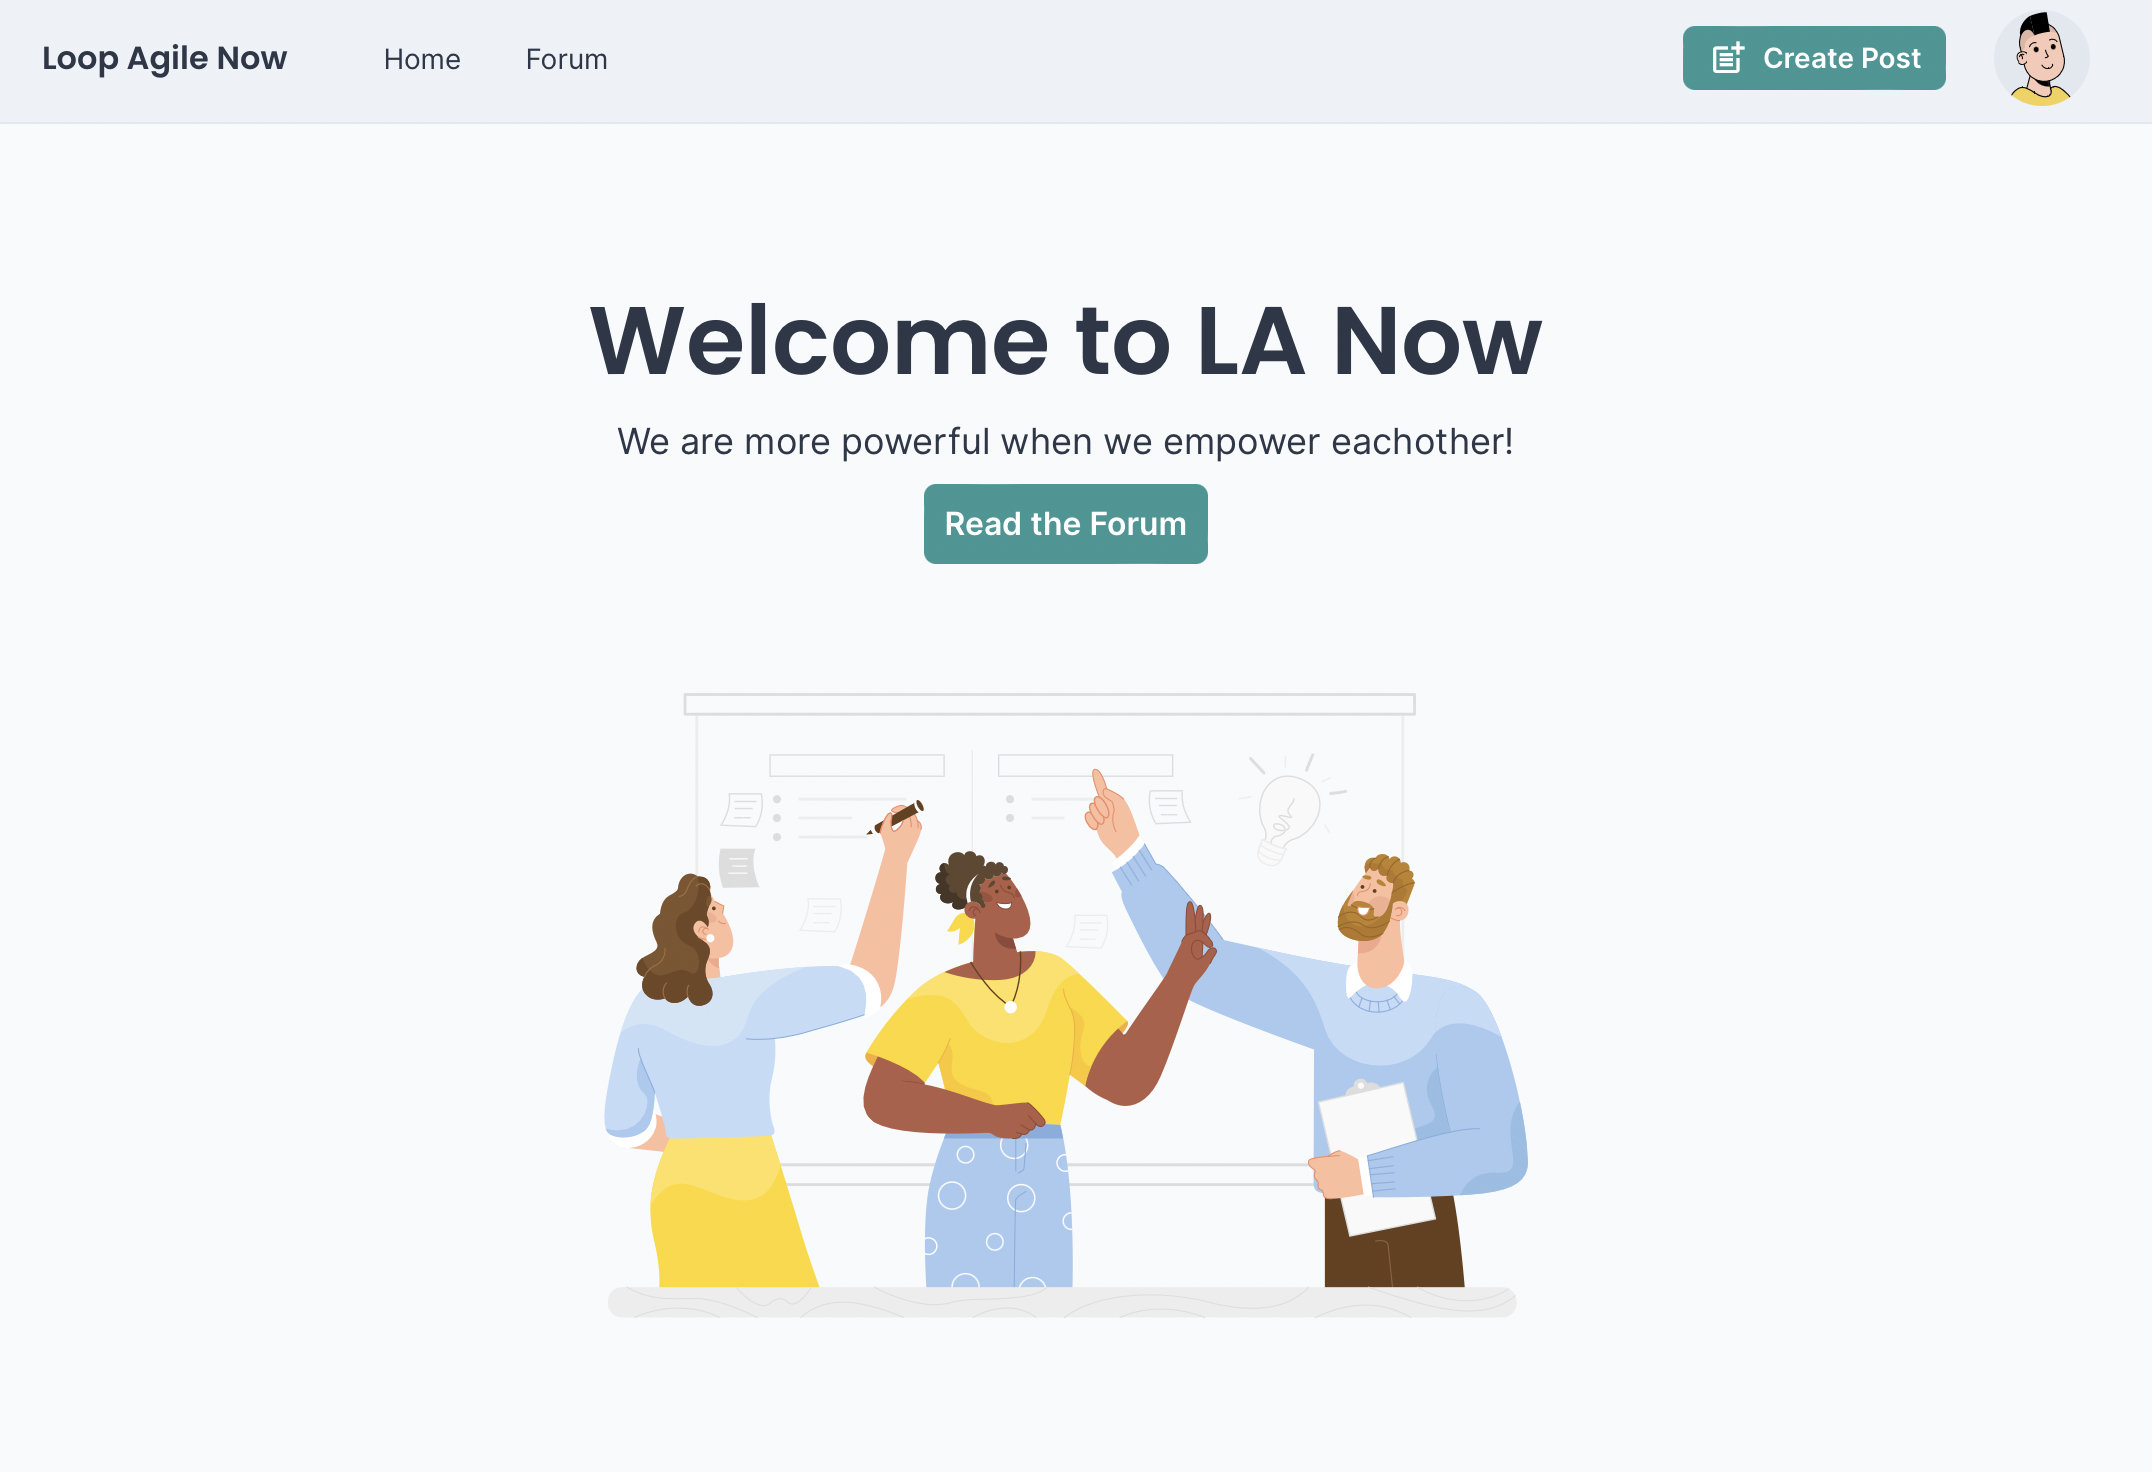 Loop Agile Now
Home
Forum
Create Post
Welcome to LA Now
We are more powerful when we empower eachother!
Read the Forum